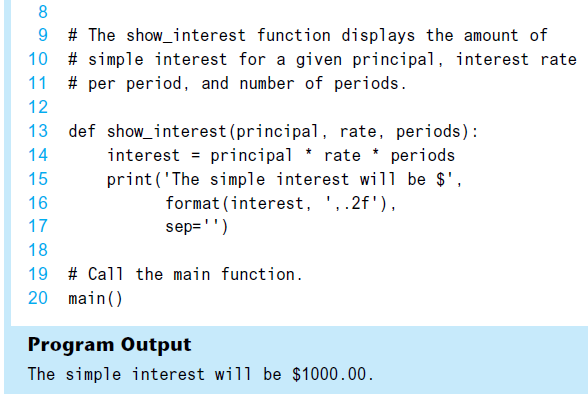 8
9 # The show_interest function displays the amount of
10 # simple interest for a given principal, interest rate
11 # per period, and number of periods.
12
13 def show_interest(principal, rate, periods):
14     interest = principal * rate * periods
15     print('The simple interest will be $',
16           format(interest, ',.2f'),
17           sep='')
18
19 # Call the main function.
20 main()
Program Output
The simple interest will be $1000.00.